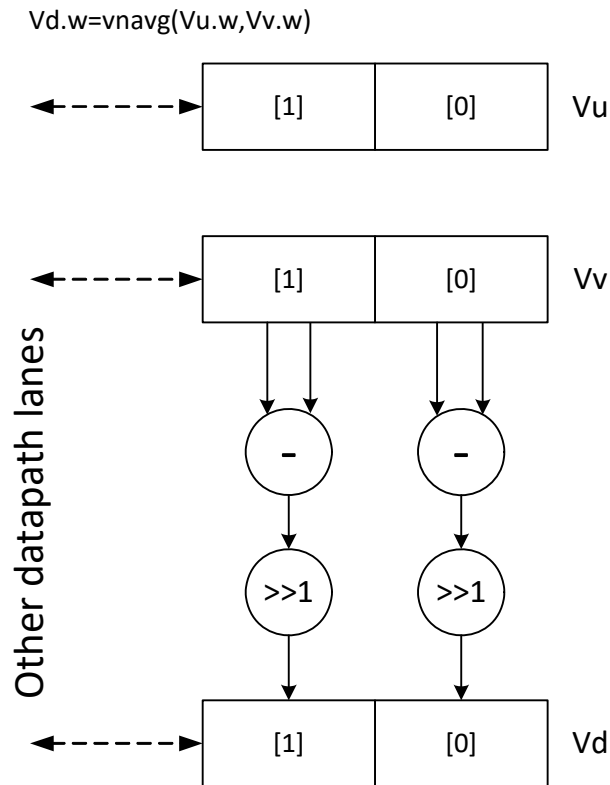 Vd.w=vnavg(Vu.w,Vv.w)
[1] [0] Vu
[1] [0] Vv
Other datapath lanes
- -
>>1 >>1
[1] [0] Vd